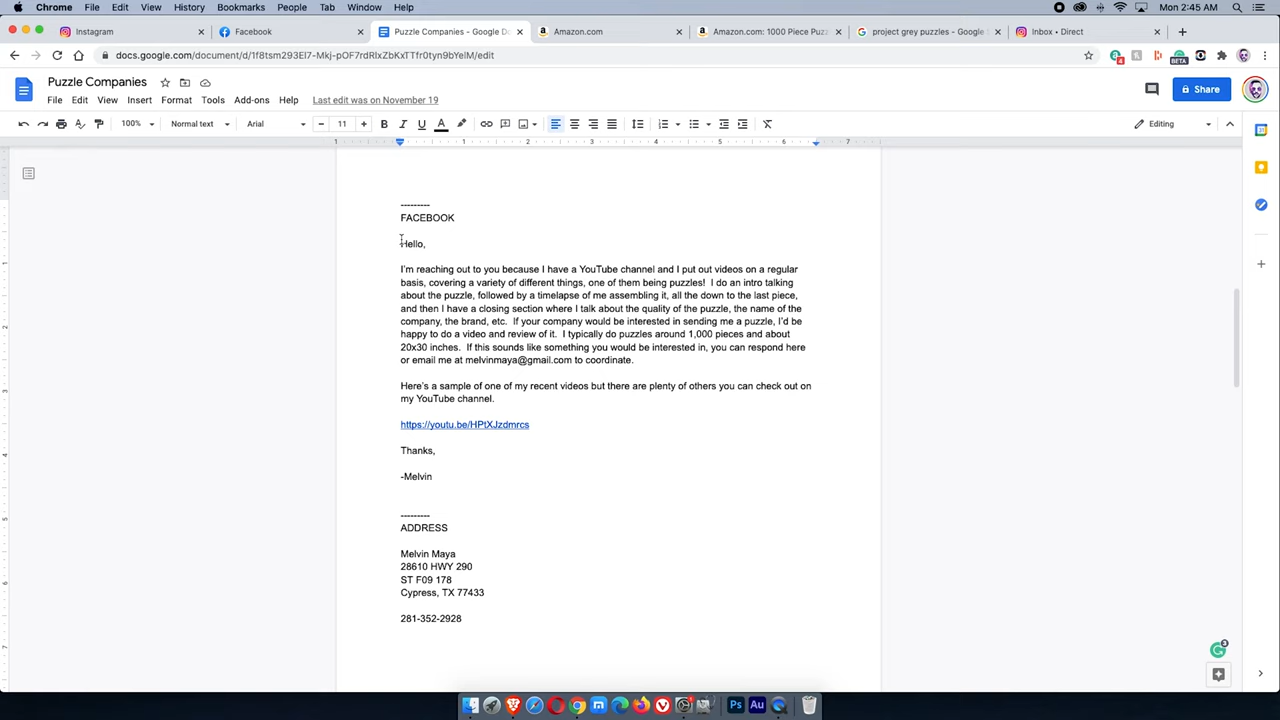 Chrome File Edit View History Bookmarks People Tab Window Help Mon 2:45 AM
Instagram × Facebook × Puzzle Companies - Google Do × Amazon.com × Amazon.com: 1000 Piece Puzz × project grey puzzles - Google × Inbox • Direct ×
docs.google.com/document/d/1f8tsm293EI7-Mkj-pOF7rdRIxZbKxTTfr0tyn9bYelM/edit
Puzzle Companies
File Edit View Insert Format Tools Add-ons Help Last edit was on November 19
Share
100% Normal text Arial 11 Editing
---------
FACEBOOK
Hello,
I'm reaching out to you because I have a YouTube channel and I put out videos on a regular
basis, covering a variety of different things, one of them being puzzles! I do an intro talking
about the puzzle, followed by a timelapse of me assembling it, all the down to the last piece,
and then I have a closing section where I talk about the quality of the puzzle, the name of the
company, the brand, etc. If your company would be interested in sending me a puzzle, I'd be
happy to do a video and review of it. I typically do puzzles around 1,000 pieces and about
20x30 inches. If this sounds like something you would be interested in, you can respond here
or email me at melvinmaya@gmail.com to coordinate.
Here's a sample of one of my recent videos but there are plenty of others you can check out on
my YouTube channel.
https://youtu.be/HPtXJzdmrcs
Thanks,
-Melvin
---------
ADDRESS
Melvin Maya
28610 HWY 290
ST F09 178
Cypress, TX 77433
281-352-2928